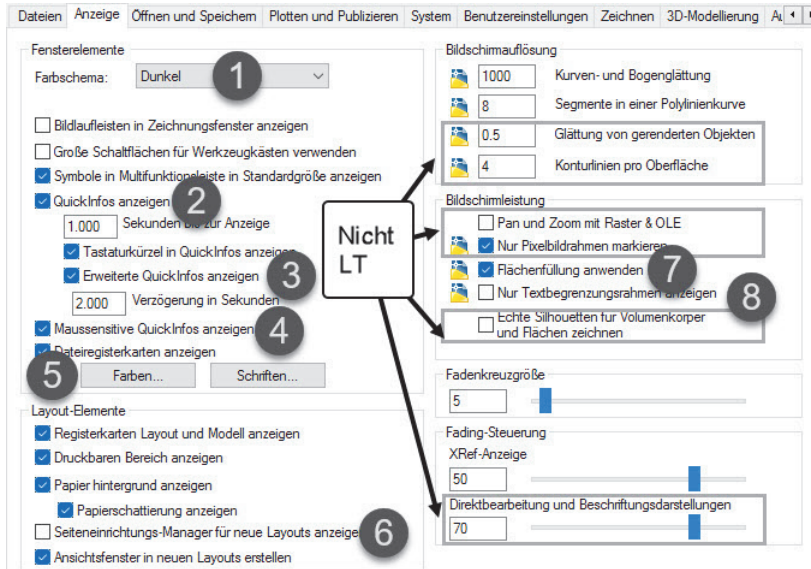 Dateien Anzeige Öffnen und Speichern Plotten und Publizieren System Benutzereinstellungen Zeichnen 3D-Modellierung
Fensterelemente
Farbschema: Dunkel 1
Bildlaufleisten in Zeichnungsfenster anzeigen
Große Schaltflächen für Werkzeugkästen verwenden
Symbole in Multifunktionsleiste in Standardgröße anzeigen
QuickInfos anzeigen 2
1.000 Sekunden bis zur Anzeige
Tastaturkürzel in QuickInfos anzeigen
Erweiterte QuickInfos anzeigen 3
2.000 Verzögerung in Sekunden
Maussensitive QuickInfos anzeigen 4
Dateiregisterkarten anzeigen
5 Farben... Schriften...
Layout-Elemente
Registerkarten Layout und Modell anzeigen
Druckbaren Bereich anzeigen
Papier hintergrund anzeigen
Papierschattierung anzeigen
Seiteneinrichtungs-Manager für neue Layouts anzeigen 6
Ansichtsfenster in neuen Layouts erstellen
Nicht
LT
Bildschirmauflösung
1000 Kurven- und Bogenglättung
8 Segmente in einer Polylinienkurve
0.5 Glättung von gerenderten Objekten
4 Konturlinien pro Oberfläche
Bildschirmleistung
Pan und Zoom mit Raster & OLE
Nur Pixelbildrahmen markieren
Flächenfüllung anwenden 7
Nur Textbegrenzungsrahmen anzeigen 8
Echte Silhouetten für Volumenkörper
und Flächen zeichnen
Fadenkreuzgröße
5
Fading-Steuerung
XRef-Anzeige
50
Direktbearbeitung und Beschriftungsdarstellungen
70